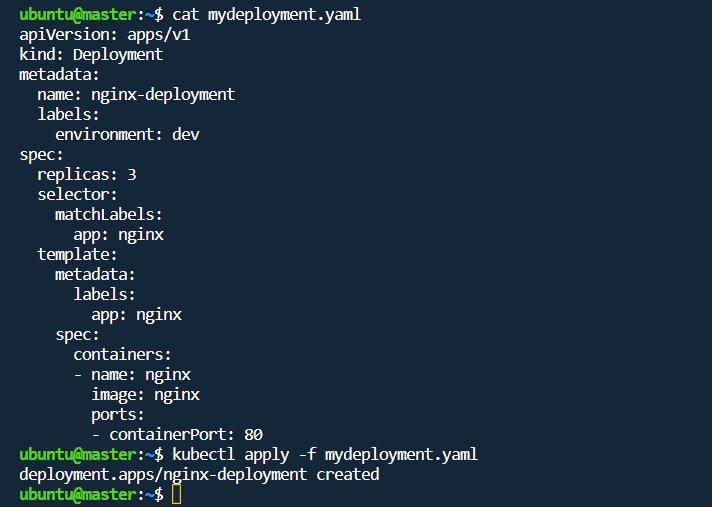 ubuntu@master:~$ cat mydeployment.yaml
apiVersion: apps/v1
kind: Deployment
metadata:
  name: nginx-deployment
  labels:
    environment: dev
spec:
  replicas: 3
  selector:
    matchLabels:
      app: nginx
  template:
    metadata:
      labels:
        app: nginx
    spec:
      containers:
      - name: nginx
        image: nginx
        ports:
        - containerPort: 80
ubuntu@master:~$ kubectl apply -f mydeployment.yaml
deployment.apps/nginx-deployment created
ubuntu@master:~$